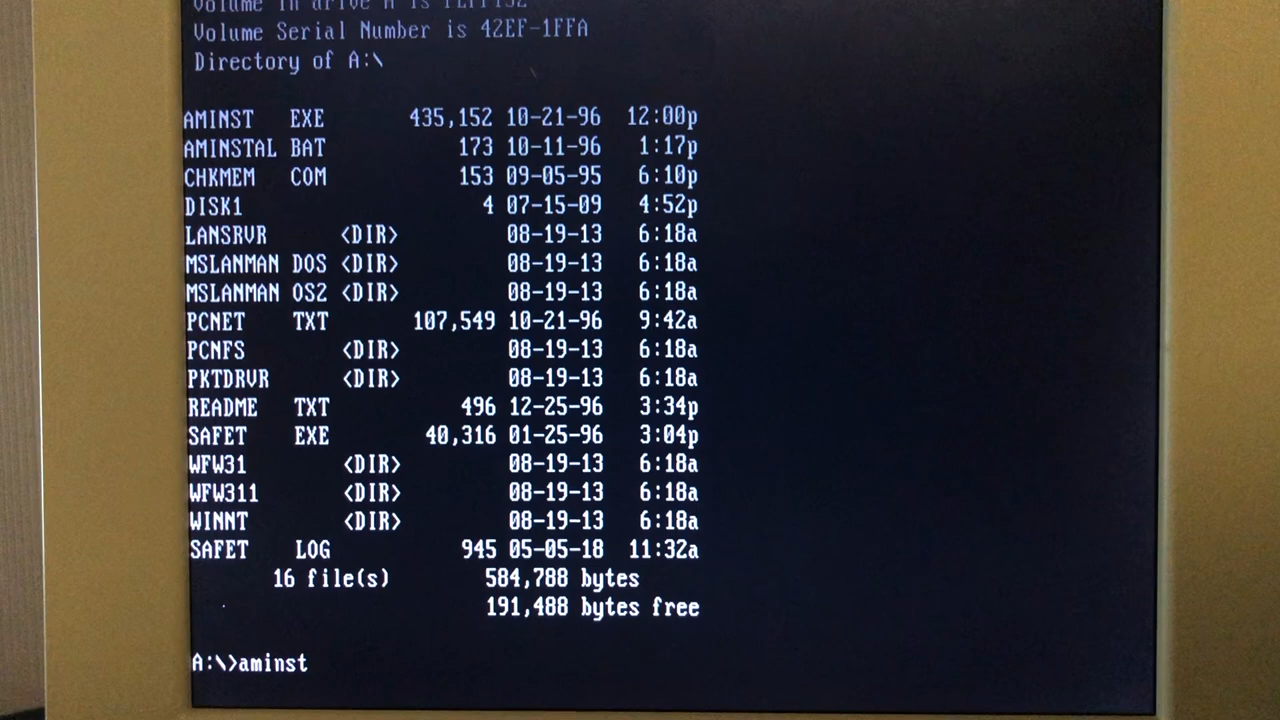 Volume in drive A is
Volume Serial Number is 42EF-1FFA
Directory of A:\
AMINST EXE 435,152 10-21-96 12:00p
AMINSTAL BAT 173 10-11-96 1:17p
CHKMEM COM 153 09-05-95 6:10p
DISK1 4 07-15-09 4:52p
LANSRVR <DIR> 08-19-13 6:18a
MSLANMAN DOS <DIR> 08-19-13 6:18a
MSLANMAN OS2 <DIR> 08-19-13 6:18a
PCNET TXT 107,549 10-21-96 9:42a
PCNFS <DIR> 08-19-13 6:18a
PKTDRVR <DIR> 08-19-13 6:18a
README TXT 496 12-25-96 3:34p
SAFET EXE 40,316 01-25-96 3:04p
WFW31 <DIR> 08-19-13 6:18a
WFW311 <DIR> 08-19-13 6:18a
WINNT <DIR> 08-19-13 6:18a
SAFET LOG 945 05-05-18 11:32a
16 file(s) 584,788 bytes
191,488 bytes free
A:\>aminst